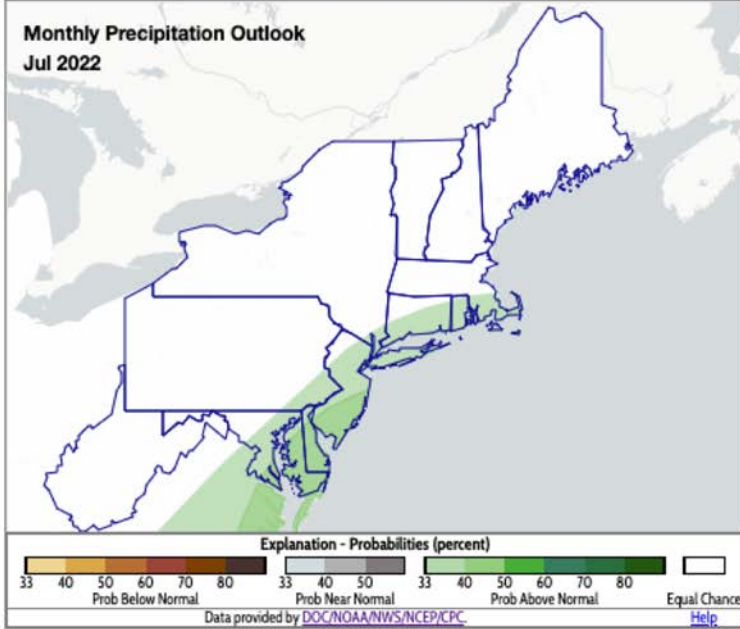 Monthly Precipitation Outlook
Jul 2022
Explanation - Probabilities (percent)
33 40 50 60 70 80 33 40 50 33 40 50 60 70 80
Prob Below Normal Prob Near Normal Prob Above Normal Equal Chance
Data provided by DOC/NOAA/NWS/NCEP/CPC. Help